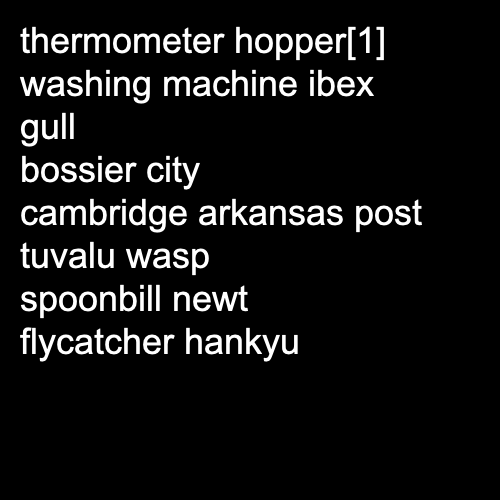 thermometer hopper[1]
washing machine ibex
gull
bossier city
cambridge arkansas post
tuvalu wasp
spoonbill newt
flycatcher hankyu